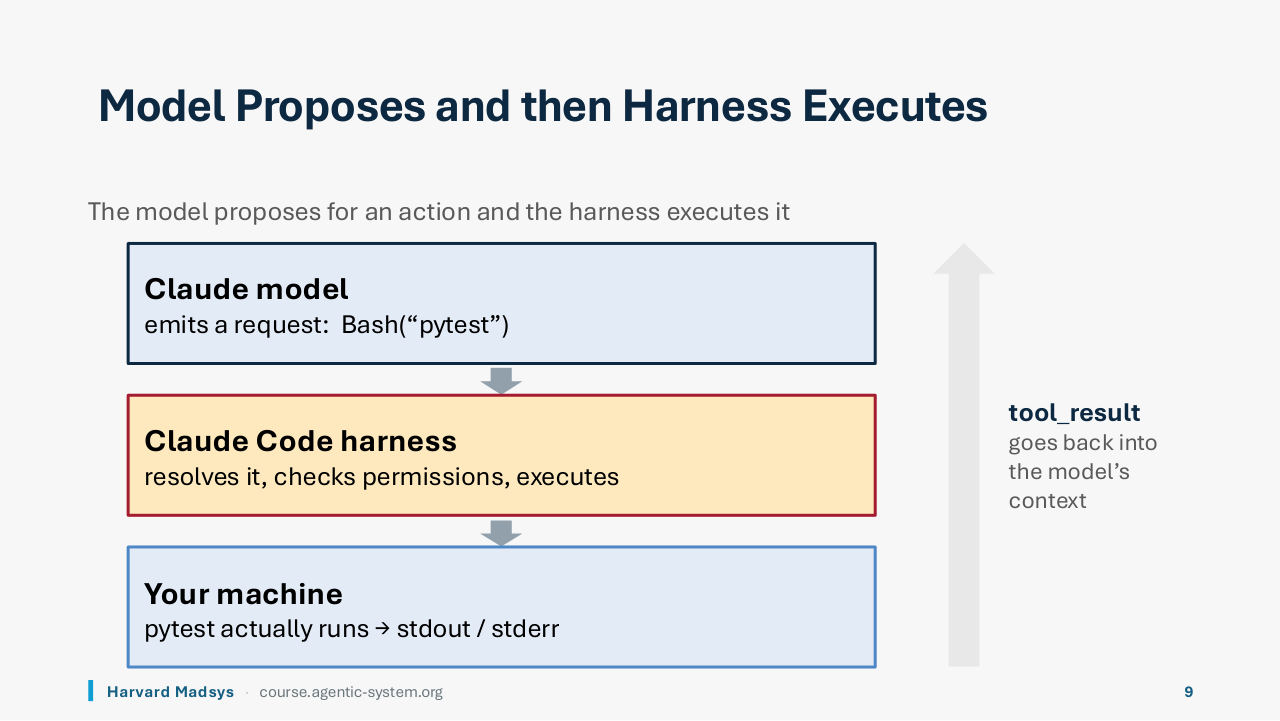 Model Proposes and then Harness Executes
The model proposes for an action and the harness executes it
Claude model
emits a request:  Bash(“pytest”)
Claude Code harness
resolves it, checks permissions, executes
Your machine
pytest actually runs → stdout / stderr
tool_result
goes back into
the model’s
context
Harvard Madsys · course.agentic-system.org
9